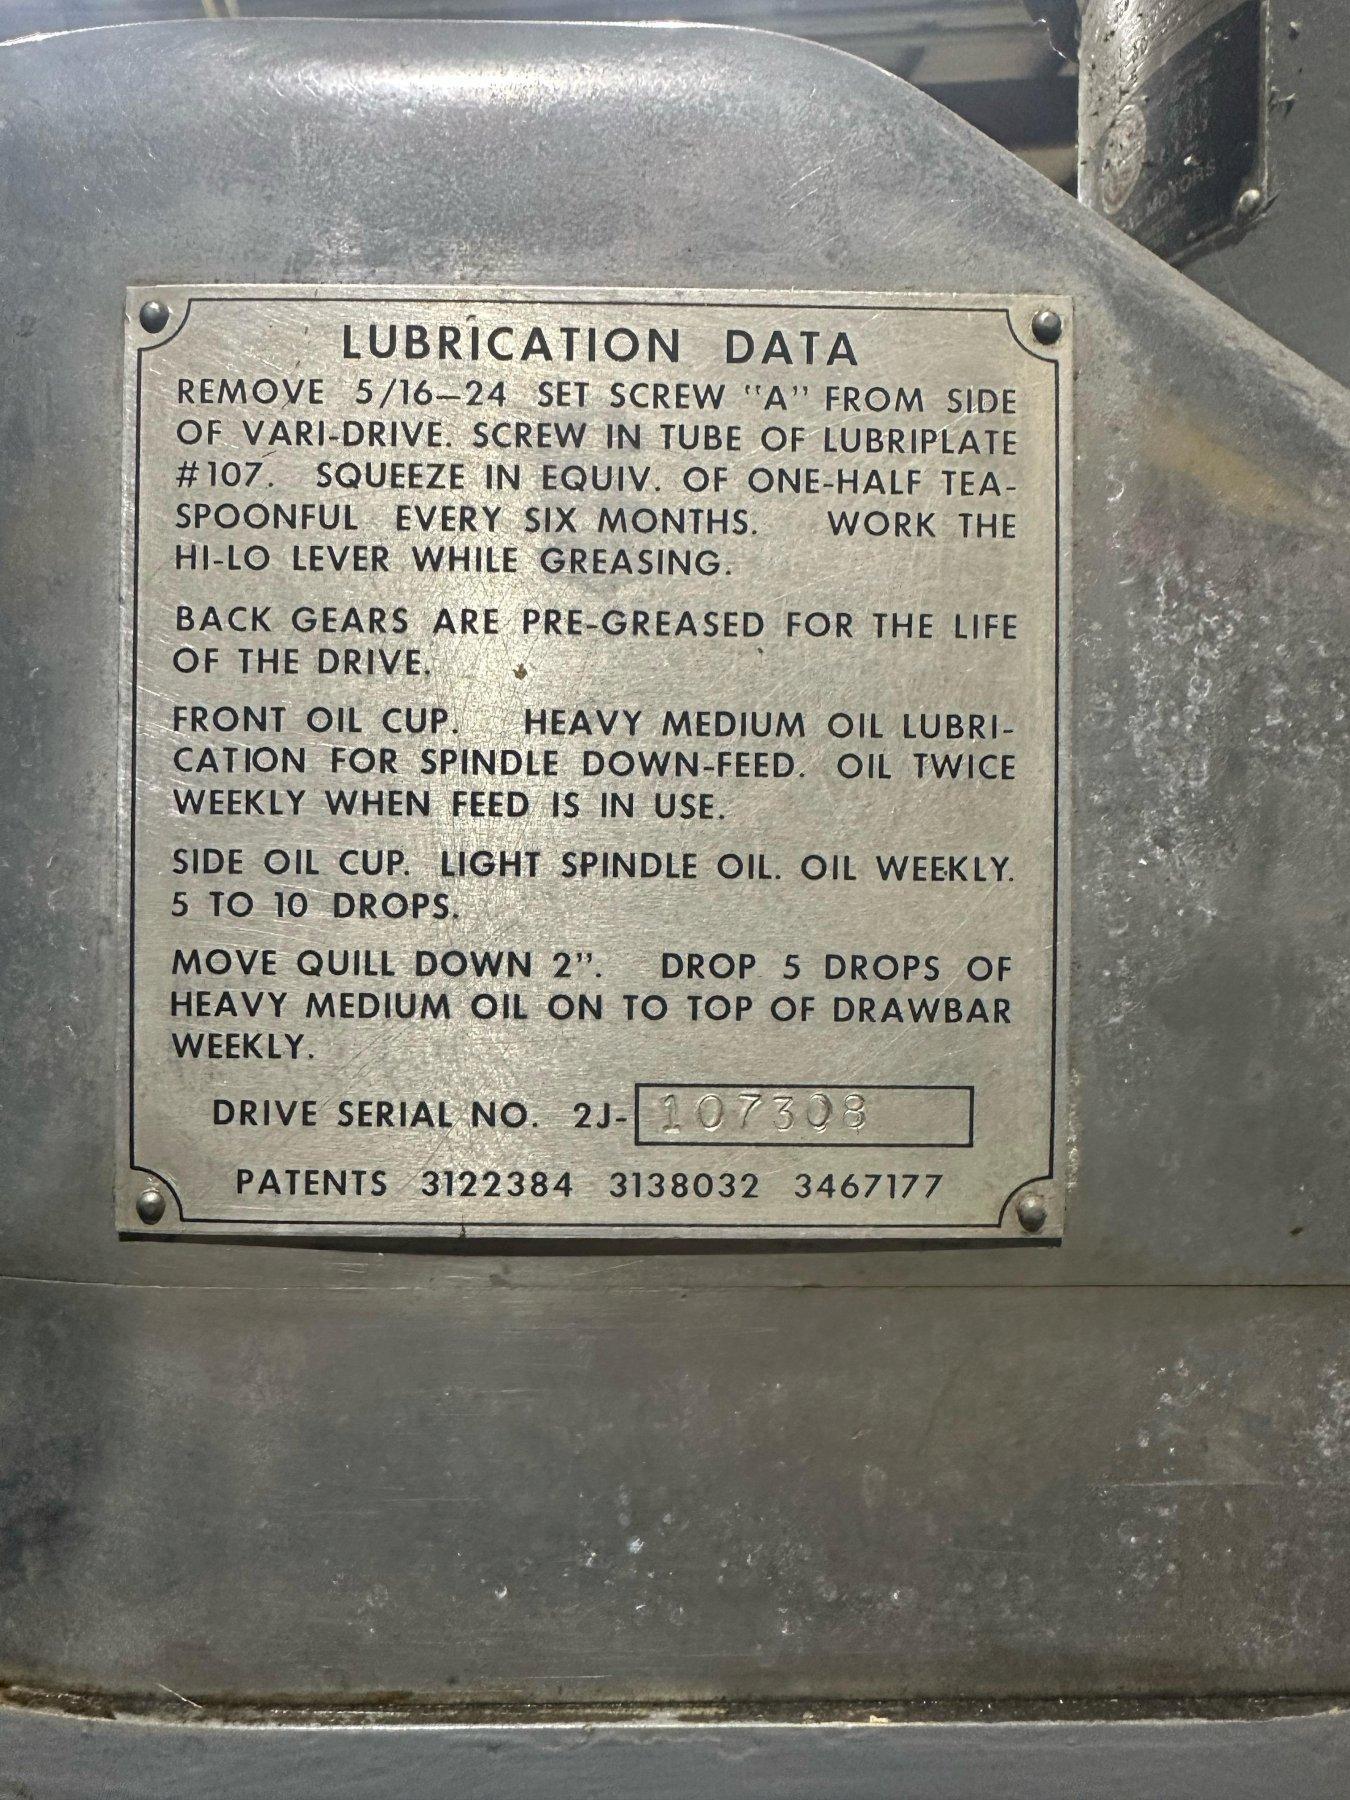 LUBRICATION DATA
REMOVE 5/16–24 SET SCREW "A" FROM SIDE
OF VARI-DRIVE. SCREW IN TUBE OF LUBRIPLATE
#107. SQUEEZE IN EQUIV. OF ONE-HALF TEA-
SPOONFUL EVERY SIX MONTHS. WORK THE
HI-LO LEVER WHILE GREASING.
BACK GEARS ARE PRE-GREASED FOR THE LIFE
OF THE DRIVE.
FRONT OIL CUP. HEAVY MEDIUM OIL LUBRI-
CATION FOR SPINDLE DOWN-FEED. OIL TWICE
WEEKLY WHEN FEED IS IN USE.
SIDE OIL CUP. LIGHT SPINDLE OIL. OIL WEEKLY.
5 TO 10 DROPS.
MOVE QUILL DOWN 2". DROP 5 DROPS OF
HEAVY MEDIUM OIL ON TO TOP OF DRAWBAR
WEEKLY.
DRIVE SERIAL NO. 2J-107308
PATENTS 3122384 3138032 3467177
MOTORS